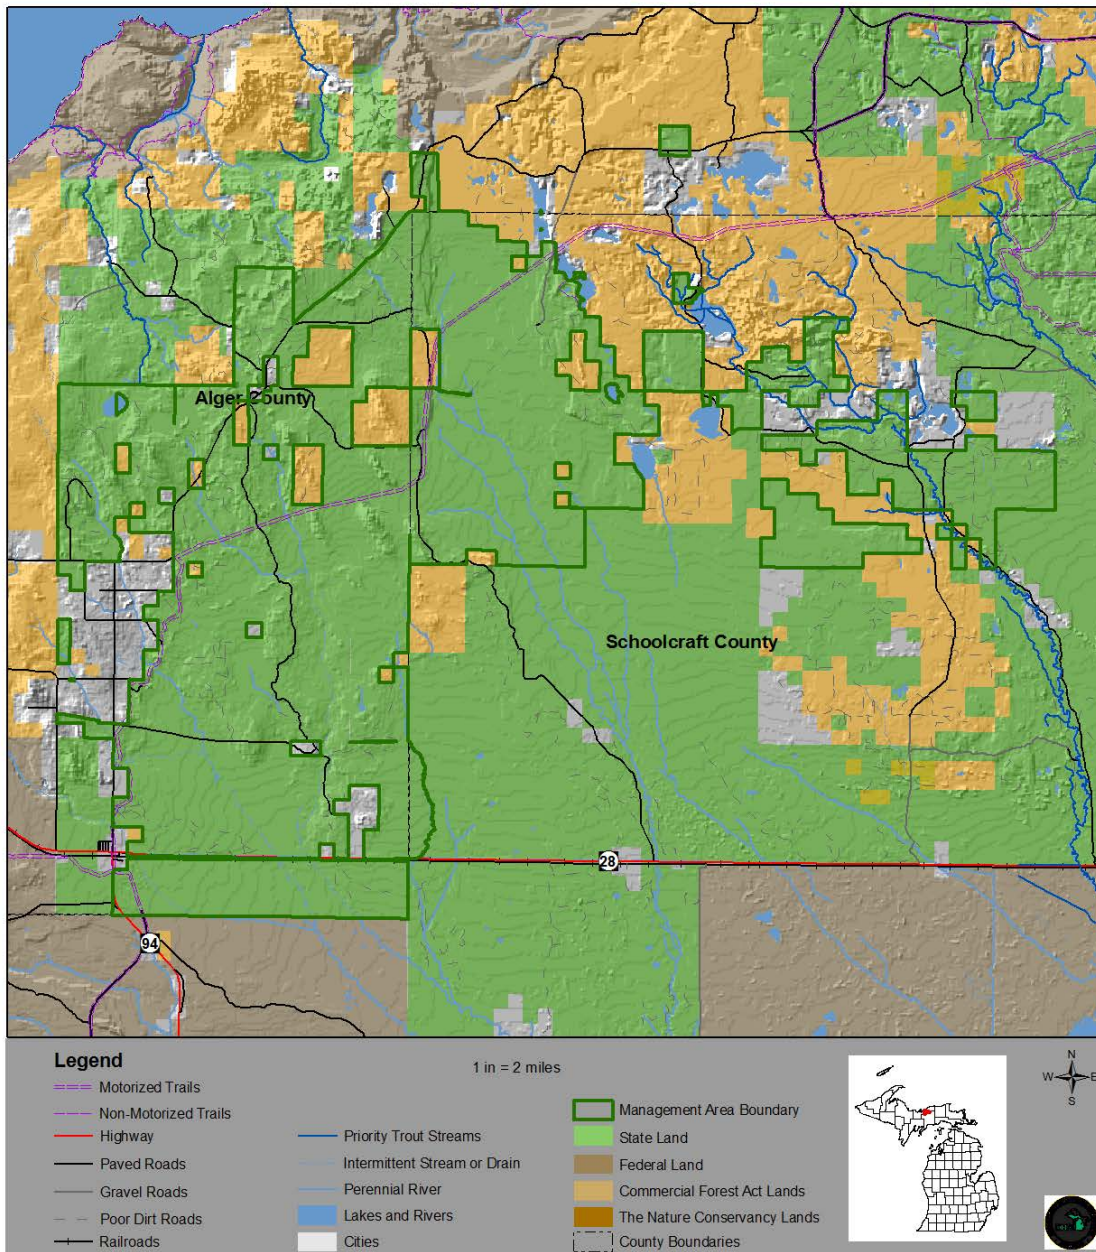 Alger County
Schoolcraft County
28
94
Legend
1 in = 2 miles
N
W E
S
Motorized Trails
Non-Motorized Trails
Highway
Paved Roads
Gravel Roads
Poor Dirt Roads
Railroads
Priority Trout Streams
Intermittent Stream or Drain
Perennial River
Lakes and Rivers
Cities
Management Area Boundary
State Land
Federal Land
Commercial Forest Act Lands
The Nature Conservancy Lands
County Boundaries